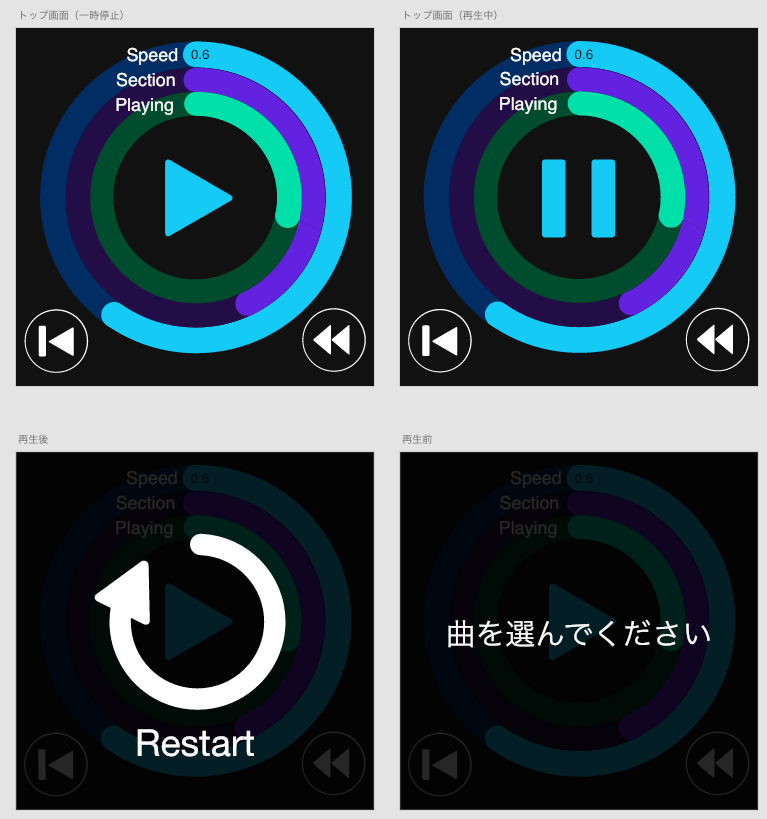 トップ画面（一時停止）
トップ画面（再生中）
Speed 0.6
Section
Playing
Speed 0.6
Section
Playing
再生後
再生前
Speed 0.6
Section
Playing
Restart
Speed 0.6
Section
Playing
曲を選んでください